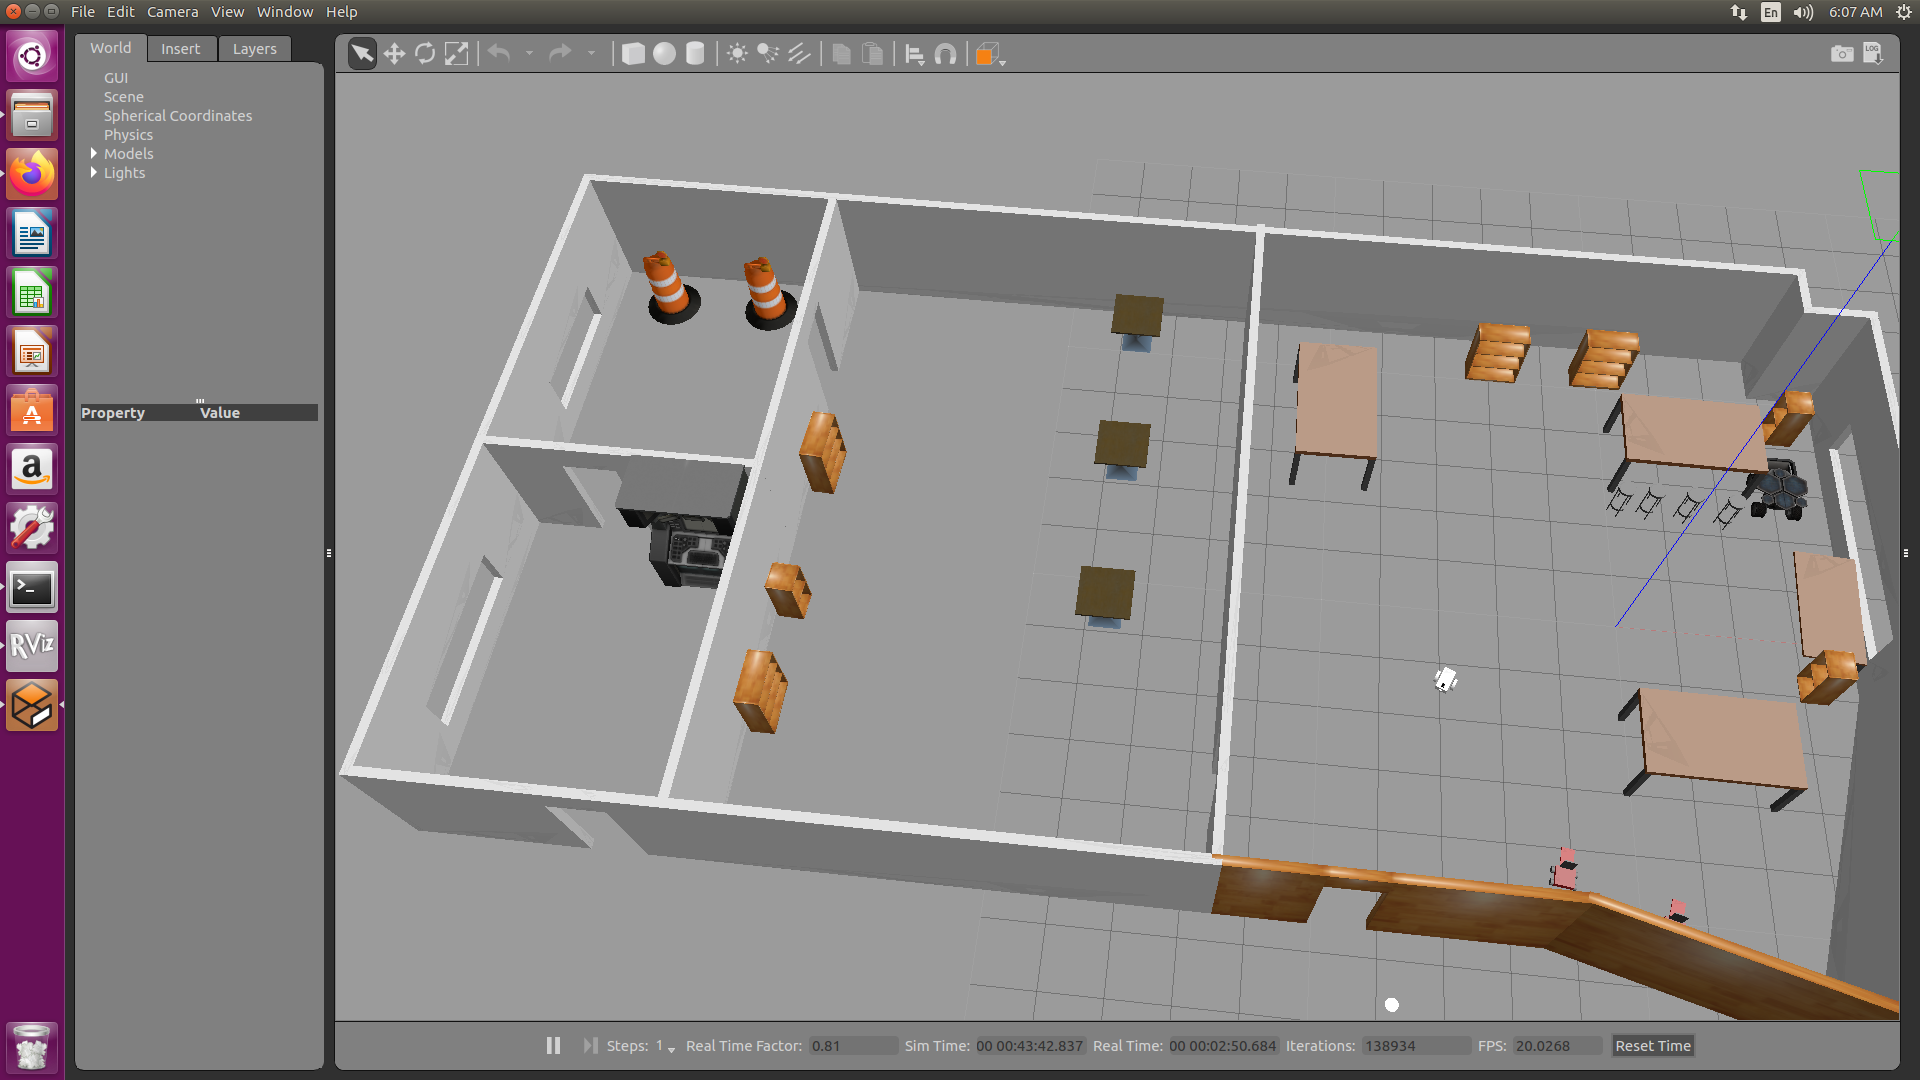 File Edit Camera View Window Help
En 6:07 AM
World Insert Layers
LOG
GUI
Scene
Spherical Coordinates
Physics
Models
Lights
Property Value
A
a
>_
RViz
Steps: 1 Real Time Factor: 0.81 Sim Time: 00 00:43:42.837 Real Time: 00 00:02:50.684 Iterations: 138934 FPS: 20.0268 Reset Time